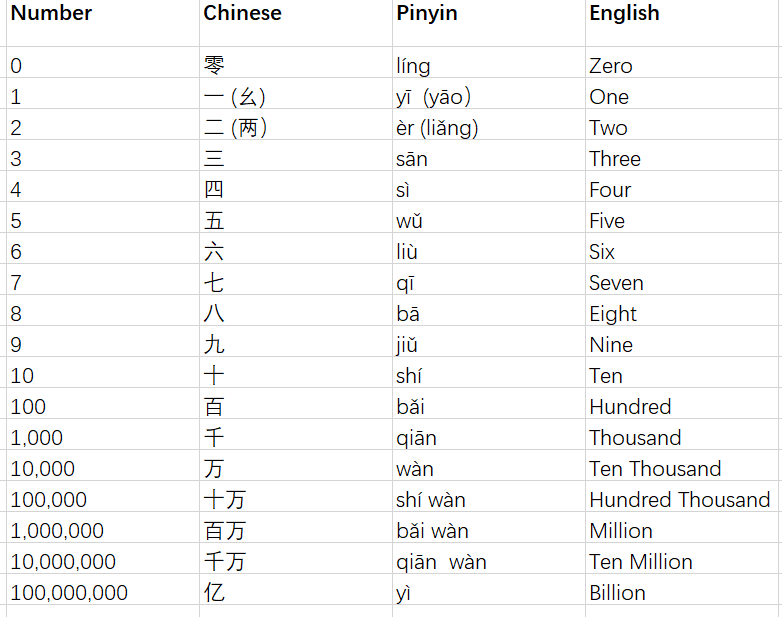 Number Chinese Pinyin English
0 零 líng Zero
1 一 (幺) yī (yāo） One
2 二 (两） èr (liǎng) Two
3 三 sān Three
4 四 sì Four
5 五 wǔ Five
6 六 liù Six
7 七 qī Seven
8 八 bā Eight
9 九 jiǔ Nine
10 十 shí Ten
100 百 bǎi Hundred
1,000 千 qiān Thousand
10,000 万 wàn Ten Thousand
100,000 十万 shí wàn Hundred Thousand
1,000,000 百万 bǎi wàn Million
10,000,000 千万 qiān  wàn Ten Million
100,000,000 亿 yì Billion